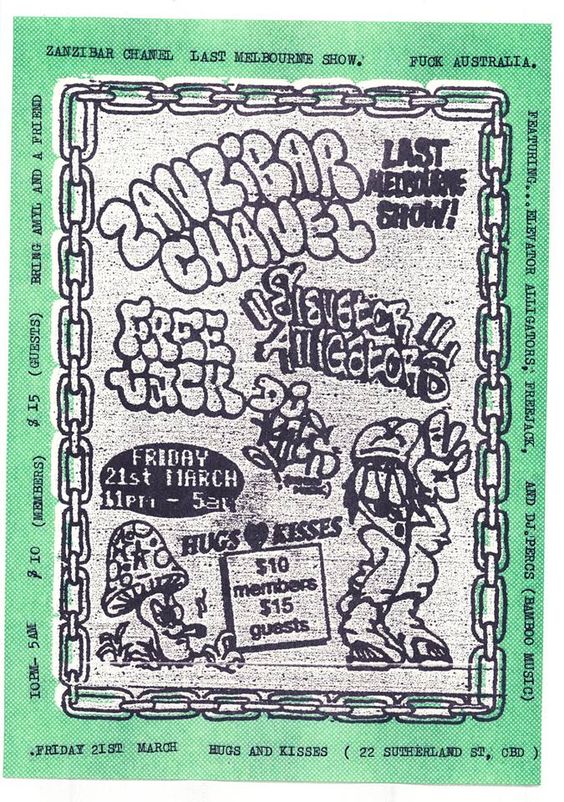 ZANZIBAR CHANEL LAST MELBOURNE SHOW. FUCK AUSTRALIA.
ZANZIBAR
CHANEL
LAST
MELBOURNE
SHOW!
FREE
JACK
"ELEVATOR
ALLIGATORS"
DJ
FRIDAY
21st MARCH
11PM - 5am
HUGS KISSES
$10
members
$15
guests
FEATURING... ELEVATOR ALLIGATORS, FREEJACK, AND DJ.PERCS (BAMBOO MUSIC)
10PM- 5AM $ 10 (MEMBERS) $ 15 (GUESTS) BRING AMYL AND A FRIEND
.FRIDAY 21ST MARCH HUGS AND KISSES ( 22 SUTHERLAND ST, CBD )